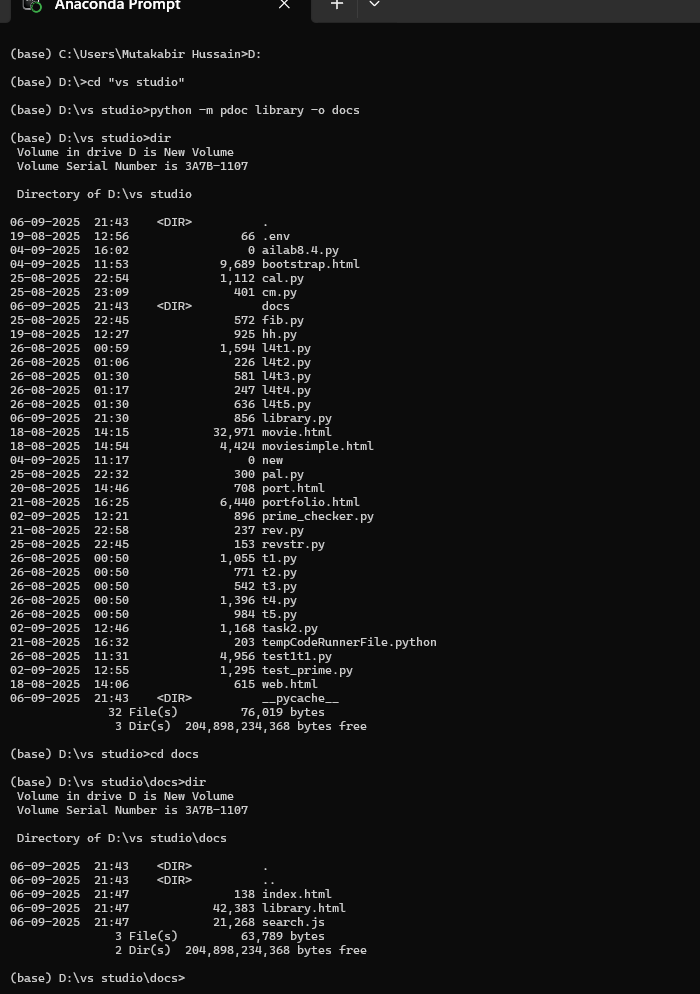 Anaconda Prompt
(base) C:\Users\Mutakabir Hussain>D:
(base) D:\>cd "vs studio"
(base) D:\vs studio>python -m pdoc library -o docs
(base) D:\vs studio>dir
 Volume in drive D is New Volume
 Volume Serial Number is 3A7B-1107
 Directory of D:\vs studio
06-09-2025  21:43    <DIR>          .
19-08-2025  12:56                66 .env
04-09-2025  16:02                 0 ailab8.4.py
04-09-2025  11:53             9,689 bootstrap.html
25-08-2025  22:54             1,112 cal.py
25-08-2025  23:09               401 cm.py
06-09-2025  21:43    <DIR>          docs
25-08-2025  22:45               572 fib.py
19-08-2025  12:27               925 hh.py
26-08-2025  00:59             1,594 l4t1.py
26-08-2025  01:06               226 l4t2.py
26-08-2025  01:30               581 l4t3.py
26-08-2025  01:17               247 l4t4.py
26-08-2025  01:30               636 l4t5.py
06-09-2025  21:30               856 library.py
18-08-2025  14:15            32,971 movie.html
18-08-2025  14:54             4,424 moviesimple.html
04-09-2025  11:17                 0 new
25-08-2025  22:32               300 pal.py
20-08-2025  14:46               708 port.html
21-08-2025  16:25             6,440 portfolio.html
02-09-2025  12:21               896 prime_checker.py
21-08-2025  22:58               237 rev.py
25-08-2025  22:45               153 revstr.py
26-08-2025  00:50             1,055 t1.py
26-08-2025  00:50               771 t2.py
26-08-2025  00:50               542 t3.py
26-08-2025  00:50             1,396 t4.py
26-08-2025  00:50               984 t5.py
02-09-2025  12:46             1,168 task2.py
21-08-2025  16:32               203 tempCodeRunnerFile.python
26-08-2025  11:31             4,956 test1t1.py
02-09-2025  12:55             1,295 test_prime.py
18-08-2025  14:06               615 web.html
06-09-2025  21:43    <DIR>          __pycache__
              32 File(s)         76,019 bytes
               3 Dir(s)  204,898,234,368 bytes free
(base) D:\vs studio>cd docs
(base) D:\vs studio\docs>dir
 Volume in drive D is New Volume
 Volume Serial Number is 3A7B-1107
 Directory of D:\vs studio\docs
06-09-2025  21:43    <DIR>          .
06-09-2025  21:43    <DIR>          ..
06-09-2025  21:47               138 index.html
06-09-2025  21:47            42,383 library.html
06-09-2025  21:47            21,268 search.js
               3 File(s)         63,789 bytes
               2 Dir(s)  204,898,234,368 bytes free
(base) D:\vs studio\docs>